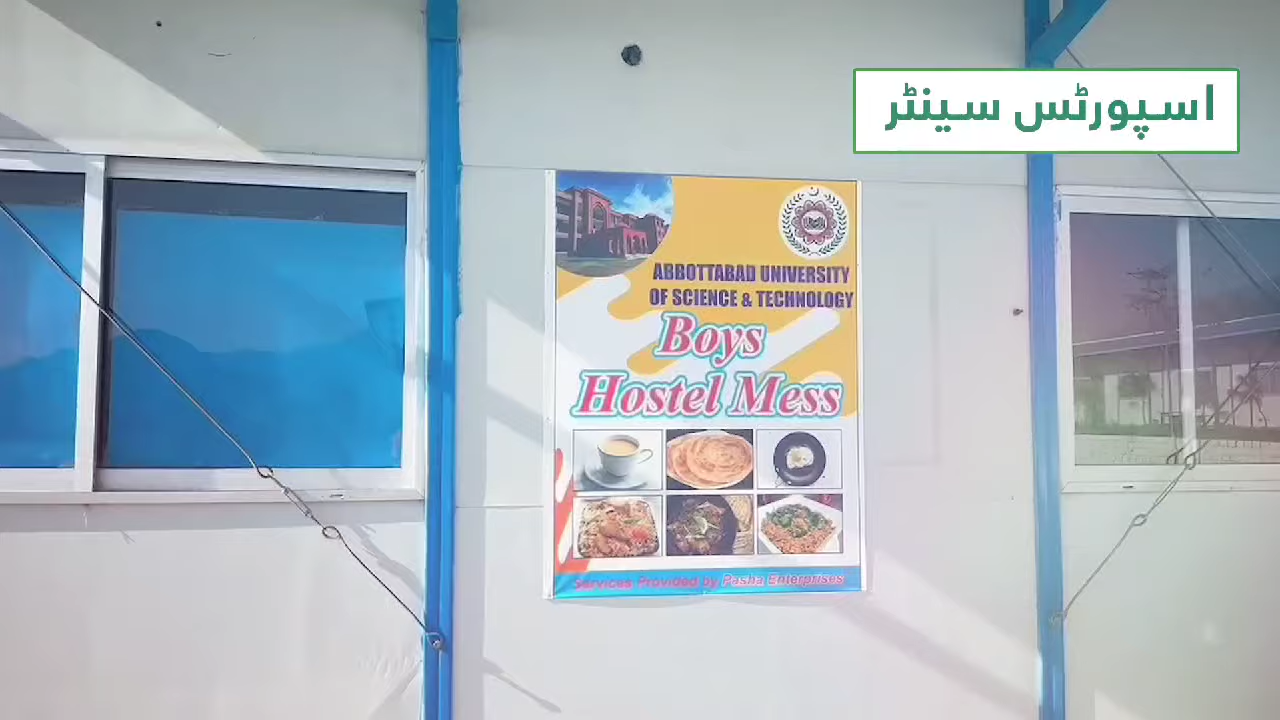 اسپورٹس سینٹر
ABBOTTABAD UNIVERSITY
OF SCIENCE & TECHNOLOGY
Boys
Hostel Mess
Services Provided by Pasha Enterprises